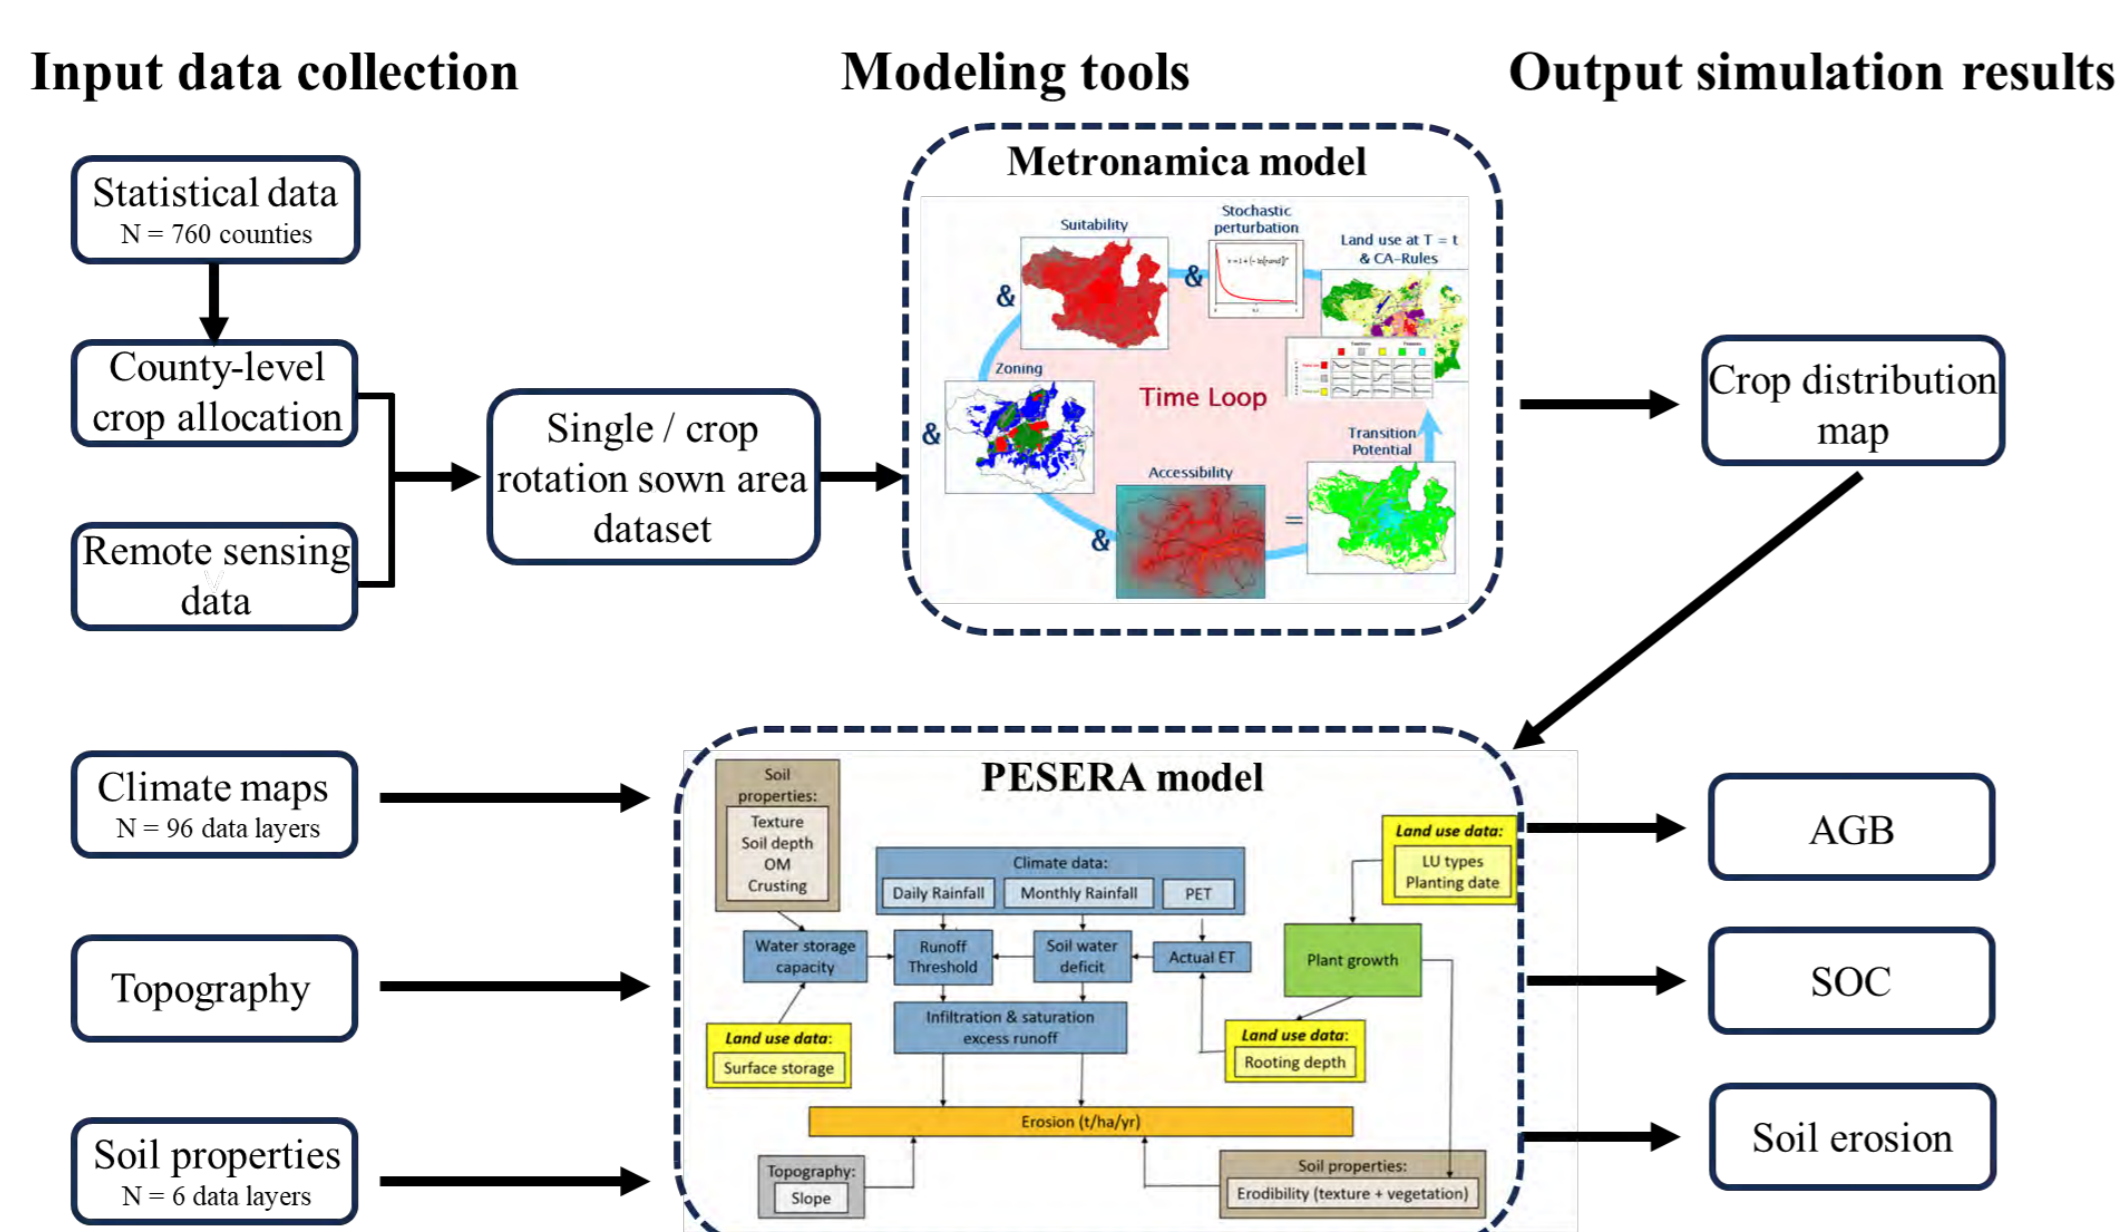 Input data collection
Modeling tools
Output simulation results
Statistical data
N = 760 counties
County-level
crop allocation
Remote sensing
data
Single / crop
rotation sown area
dataset
Metronamica model
Suitability
Stochastic
perturbation
Land use at T = t
& CA-Rules
&
&
Zoning
Time Loop
&
Transition
Potential
Accessibility
&
=
Crop distribution
map
Climate maps
N = 96 data layers
Topography
Soil properties
N = 6 data layers
PESERA model
Soil
properties:
Texture
Soil depth
OM
Crusting
Climate data:
Daily Rainfall
Monthly Rainfall
PET
Land use data:
LU types
Planting date
Water storage
capacity
Runoff
Threshold
Soil water
deficit
Actual ET
Plant growth
Infiltration & saturation
excess runoff
Land use data:
Surface storage
Land use data:
Rooting depth
Erosion (t/ha/yr)
Topography:
Slope
Soil properties:
Erodibility (texture + vegetation)
AGB
SOC
Soil erosion